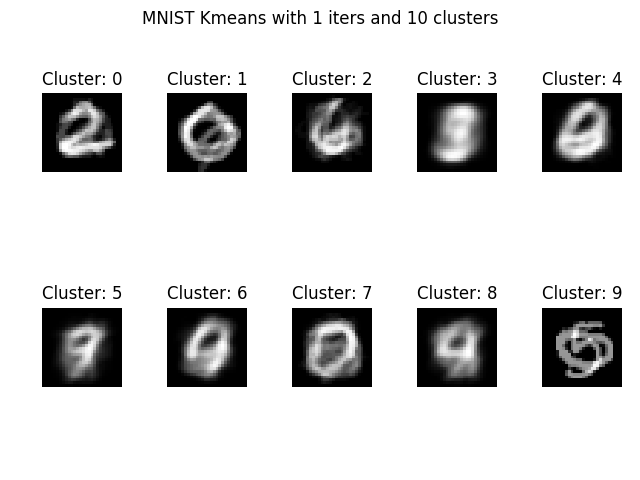 MNIST Kmeans with 1 iters and 10 clusters
Cluster: 0 Cluster: 1 Cluster: 2 Cluster: 3 Cluster: 4
Cluster: 5 Cluster: 6 Cluster: 7 Cluster: 8 Cluster: 9